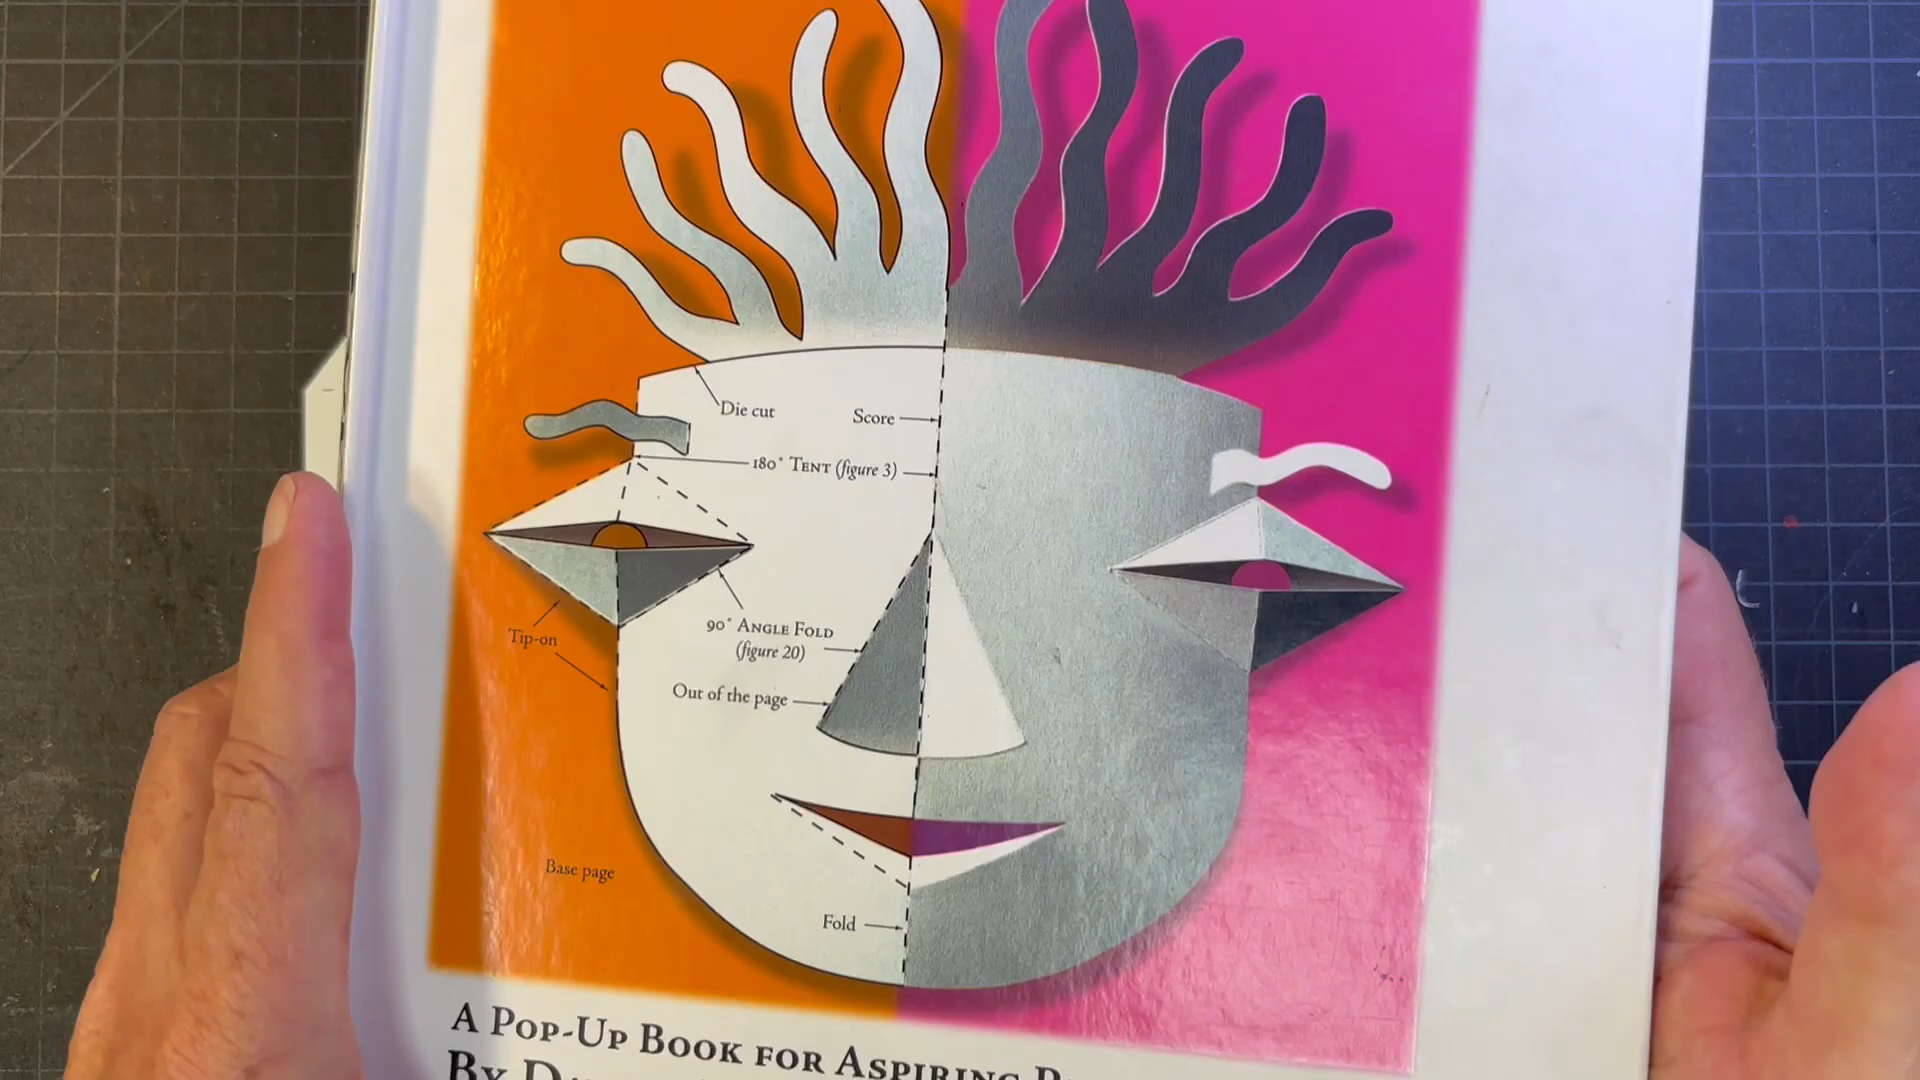 Die cut
Score
180° TENT (figure 3)
90° ANGLE FOLD
(figure 20)
Tip-on
Out of the page
Base page
Fold
A POP-UP BOOK FOR ASPIRING
BY